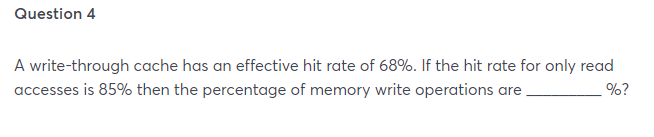 Question 4
A write-through cache has an effective hit rate of 68%. If the hit rate for only read
accesses is 85% then the percentage of memory write operations are _________ %?